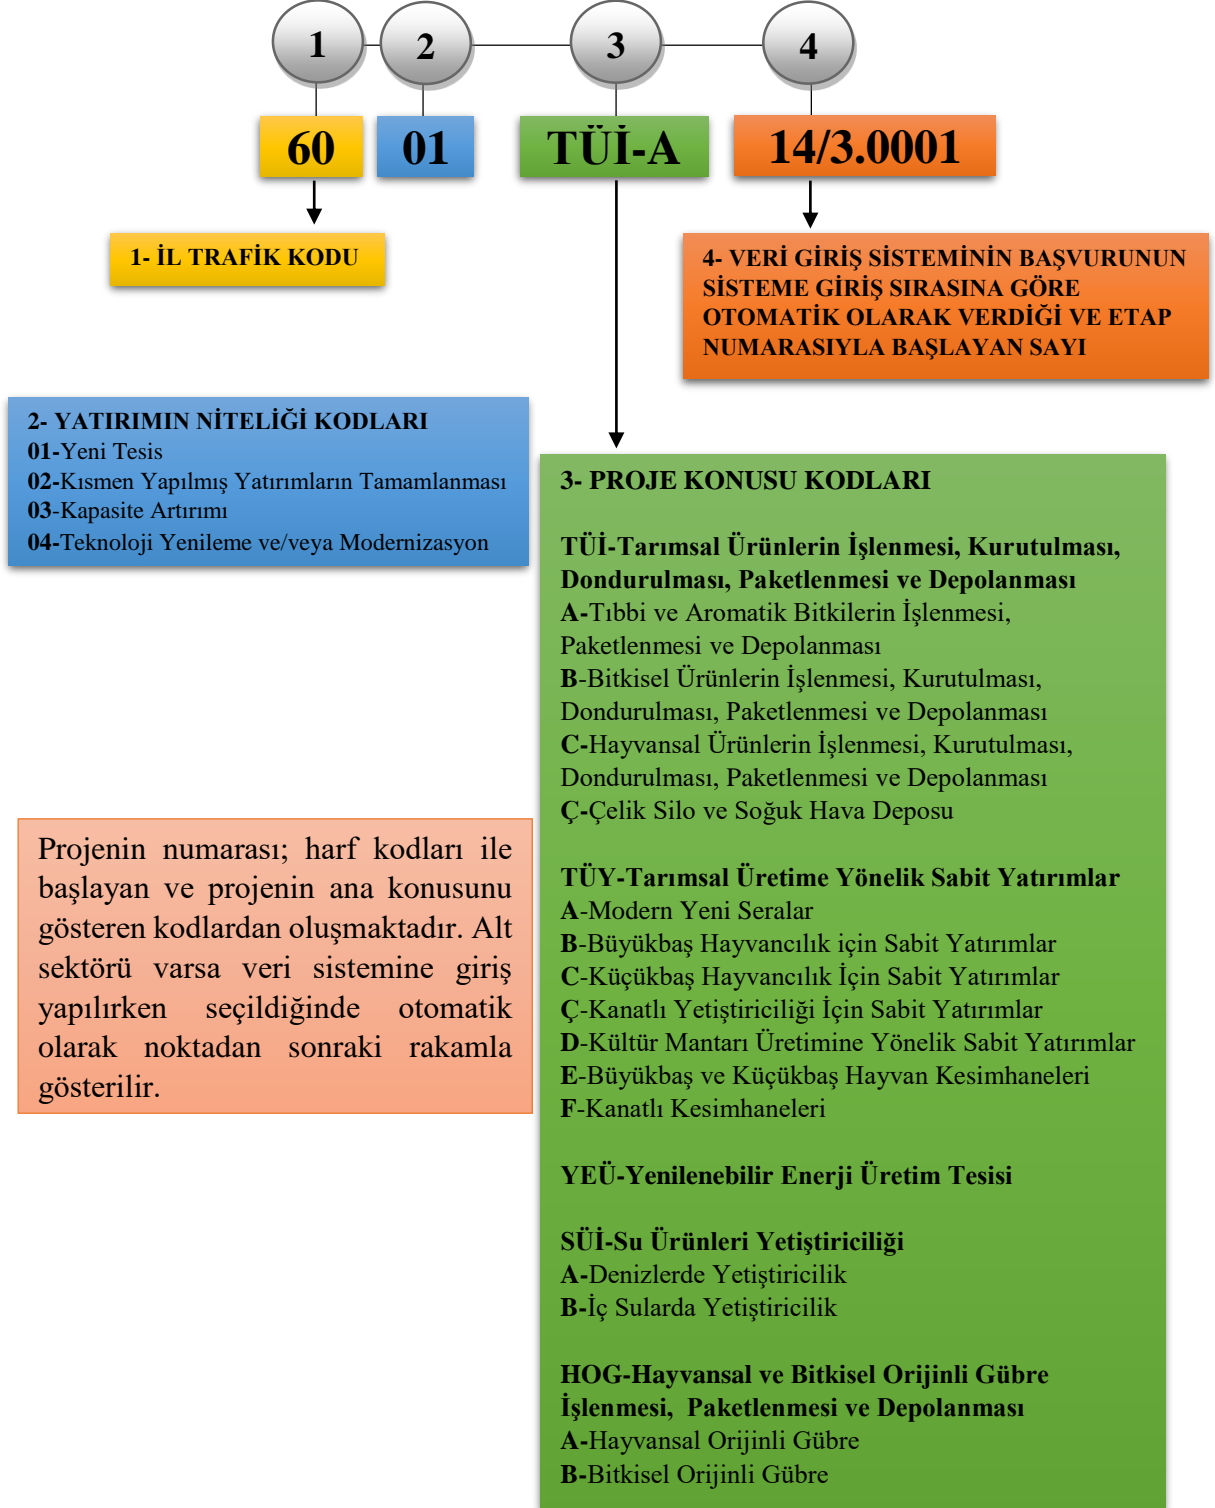 1
2
3
4
60
01
TÜİ-A
14/3.0001
1- İL TRAFİK KODU
4- VERİ GİRİŞ SİSTEMİNİN BAŞVURUNUN
SİSTEME GİRİŞ SIRASINA GÖRE
OTOMATİK OLARAK VERDİĞİ VE ETAP
NUMARASIYLA BAŞLAYAN SAYI
2- YATIRIMIN NİTELİĞİ KODLARI
01-Yeni Tesis
02-Kısmen Yapılmış Yatırımların Tamamlanması
03-Kapasite Artırımı
04-Teknoloji Yenileme ve/veya Modernizasyon
3- PROJE KONUSU KODLARI
TÜİ-Tarımsal Ürünlerin İşlenmesi, Kurutulması,
Dondurulması, Paketlenmesi ve Depolanması
A-Tıbbi ve Aromatik Bitkilerin İşlenmesi,
Paketlenmesi ve Depolanması
B-Bitkisel Ürünlerin İşlenmesi, Kurutulması,
Dondurulması, Paketlenmesi ve Depolanması
C-Hayvansal Ürünlerin İşlenmesi, Kurutulması,
Dondurulması, Paketlenmesi ve Depolanması
Ç-Çelik Silo ve Soğuk Hava Deposu
TÜY-Tarımsal Üretime Yönelik Sabit Yatırımlar
A-Modern Yeni Seralar
B-Büyükbaş Hayvancılık için Sabit Yatırımlar
C-Küçükbaş Hayvancılık İçin Sabit Yatırımlar
Ç-Kanatlı Yetiştiriciliği İçin Sabit Yatırımlar
D-Kültür Mantarı Üretimine Yönelik Sabit Yatırımlar
E-Büyükbaş ve Küçükbaş Hayvan Kesimhaneleri
F-Kanatlı Kesimhaneleri
YEÜ-Yenilenebilir Enerji Üretim Tesisi
SÜİ-Su Ürünleri Yetiştiriciliği
A-Denizlerde Yetiştiricilik
B-İç Sularda Yetiştiricilik
HOG-Hayvansal ve Bitkisel Orijinli Gübre
İşlenmesi, Paketlenmesi ve Depolanması
A-Hayvansal Orijinli Gübre
B-Bitkisel Orijinli Gübre
Projenin numarası; harf kodları ile
başlayan ve projenin ana konusunu
gösteren kodlardan oluşmaktadır. Alt
sektörü varsa veri sistemine giriş
yapılırken seçildiğinde otomatik
olarak noktadan sonraki rakamla
gösterilir.